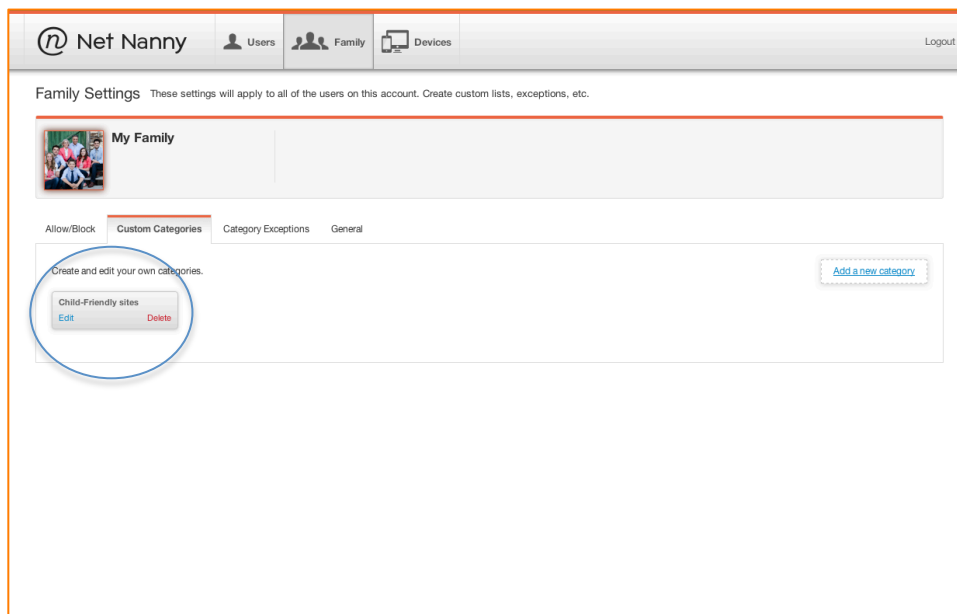 Net Nanny Users Family Devices Logout
Family Settings These settings will apply to all of the users on this account. Create custom lists, exceptions, etc.
My Family
Allow/Block Custom Categories Category Exceptions General
Create and edit your own categories. Add a new category
Child-Friendly sites
Edit Delete